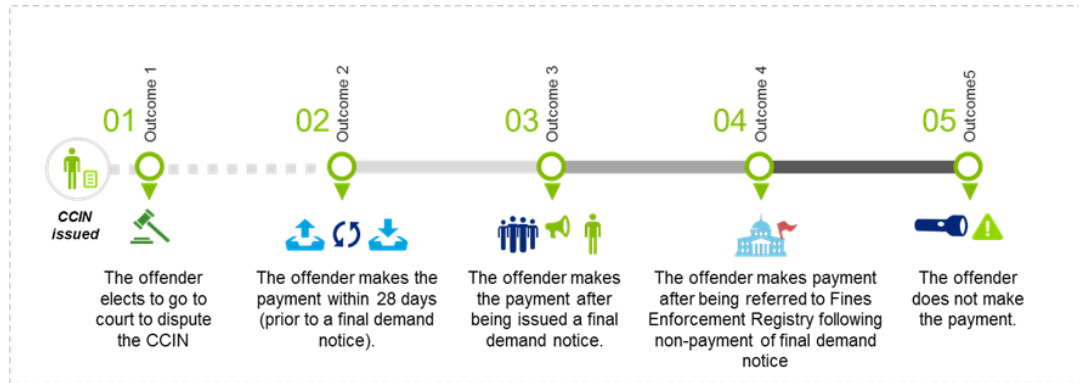 01
Outcome 1
02
Outcome 2
03
Outcome 3
04
Outcome 4
05
Outcome5
CCIN
issued
The offender
elects to go to
court to dispute
the CCIN
The offender makes the
payment within 28 days
(prior to a final demand
notice).
The offender makes
the payment after
being issued a final
demand notice.
The offender makes payment
after being referred to Fines
Enforcement Registry following
non-payment of final demand
notice
The offender
does not make
the payment.